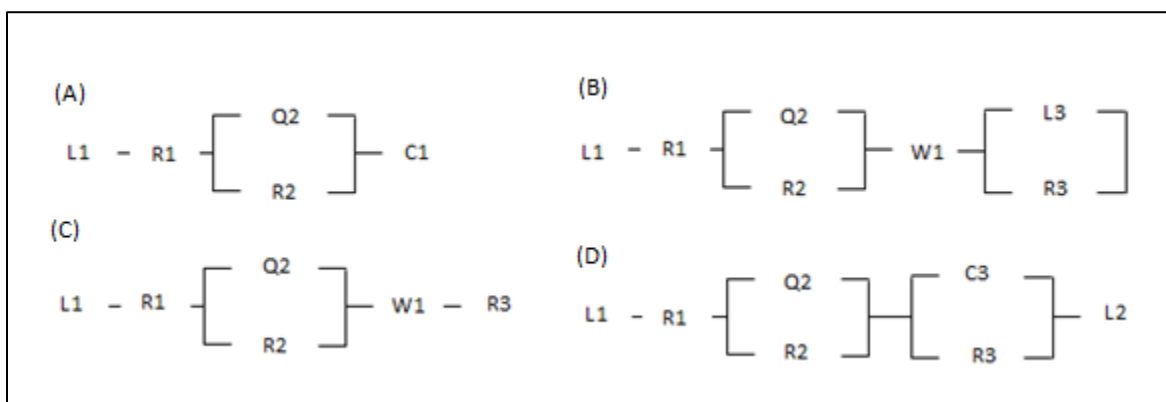 (A)
Q2
L1 – R1 C1
R2
(B)
Q2 L3
L1 – R1 W1
R2 R3
(C)
Q2
L1 – R1 W1 – R3
R2
(D)
Q2 C3
L1 – R1 L2
R2 R3